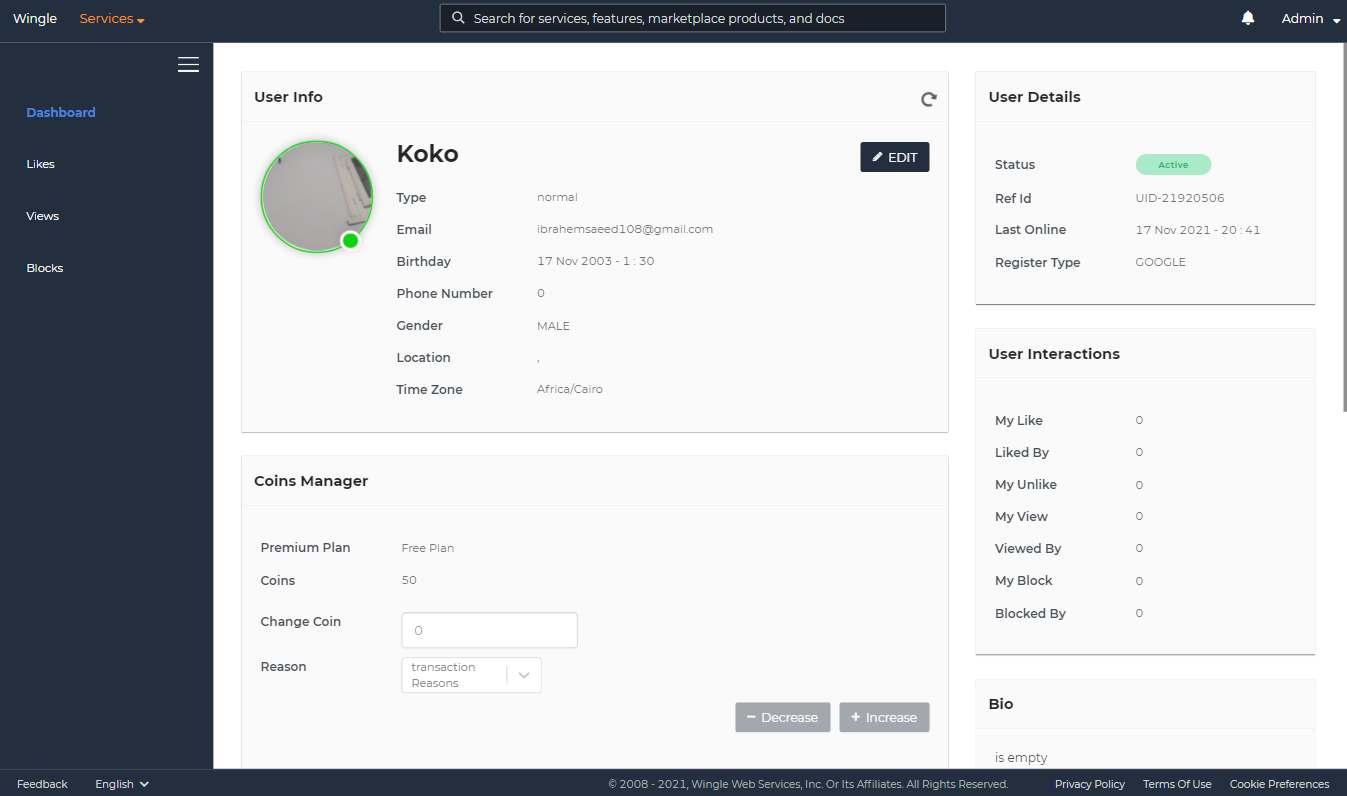 Wingle Services Search for services, features, marketplace products, and docs Admin
Dashboard
Likes
Views
Blocks
User Info
Koko
EDIT
Type normal
Email ibrahemsaeed108@gmail.com
Birthday 17 Nov 2003 - 1 : 30
Phone Number 0
Gender MALE
Location ,
Time Zone Africa/Cairo
Coins Manager
Premium Plan Free Plan
Coins 50
Change Coin 0
Reason transaction
Reasons
− Decrease + Increase
User Details
Status Active
Ref Id UID-21920506
Last Online 17 Nov 2021 - 20 : 41
Register Type GOOGLE
User Interactions
My Like 0
Liked By 0
My Unlike 0
My View 0
Viewed By 0
My Block 0
Blocked By 0
Bio
is empty
Feedback English © 2008 - 2021, Wingle Web Services, Inc. Or Its Affiliates. All Rights Reserved. Privacy Policy Terms Of Use Cookie Preferences